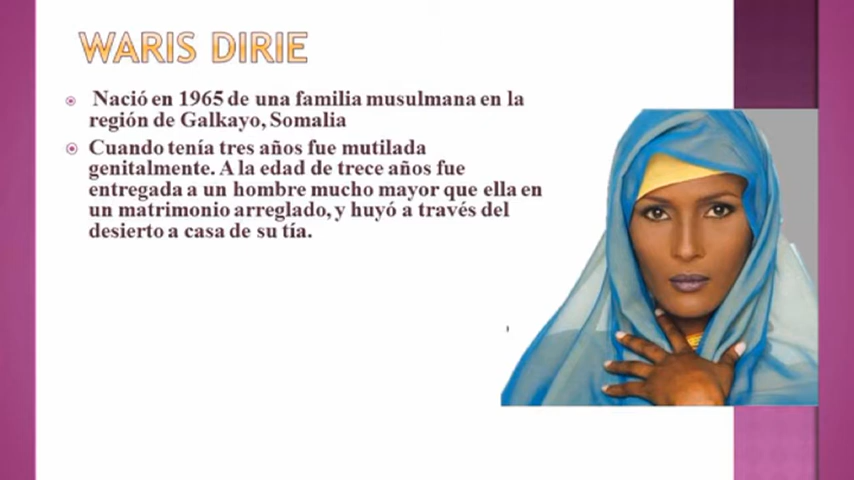 WARIS DIRIE
Nació en 1965 de una familia musulmana en la
región de Galkayo, Somalia
Cuando tenía tres años fue mutilada
genitalmente. A la edad de trece años fue
entregada a un hombre mucho mayor que ella en
un matrimonio arreglado, y huyó a través del
desierto a casa de su tía.